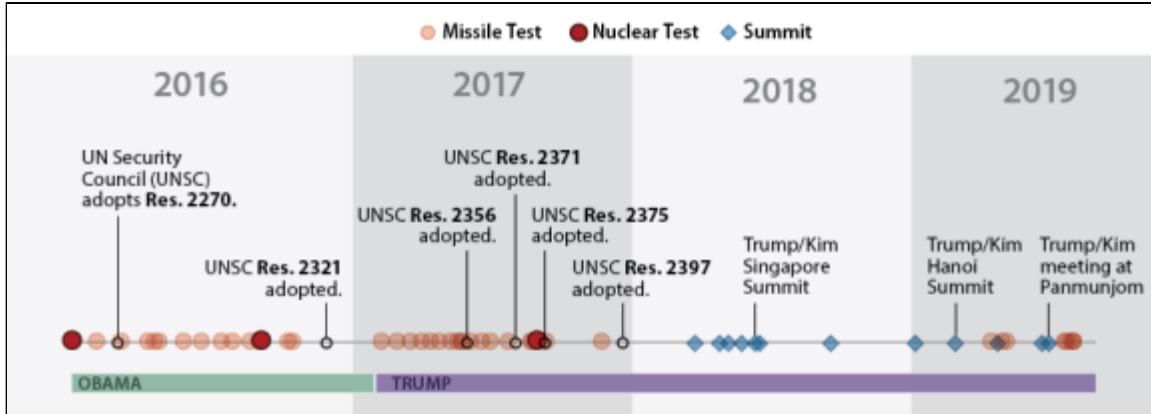 Missile Test Nuclear Test Summit
2016 2017 2018 2019
UN Security
Council (UNSC)
adopts Res. 2270.
UNSC Res. 2321
adopted.
UNSC Res. 2356
adopted.
UNSC Res. 2371
adopted.
UNSC Res. 2375
adopted.
UNSC Res. 2397
adopted.
Trump/Kim
Singapore
Summit
Trump/Kim
Hanoi
Summit
Trump/Kim
meeting at
Panmunjom
OBAMA TRUMP